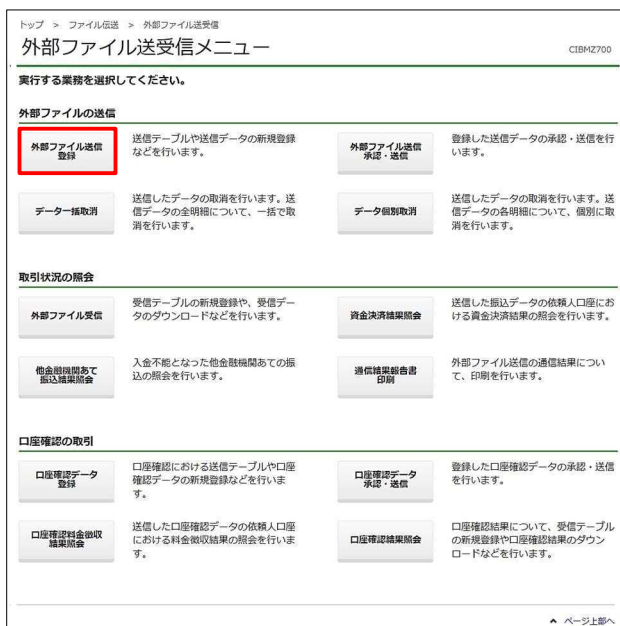 トップ > ファイル伝送 > 外部ファイル送受信
外部ファイル送受信メニュー
CIBMZ700
実行する業務を選択してください。
外部ファイルの送信
外部ファイル送信
登録
送信テーブルや送信データの新規登録
などを行います。
外部ファイル送信
承認・送信
登録した送信データの承認・送信を行
います。
データ一括取消
送信したデータの取消を行います。送
信データの全明細について、一括で取
消を行います。
データ個別取消
送信したデータの取消を行います。送
信データの各明細について、個別に取
消を行います。
取引状況の照会
外部ファイル受信
受信テーブルの新規登録や、受信デー
タのダウンロードなどを行います。
資金決済結果照会
送信した振込データの依頼人口座にお
ける資金決済結果の照会を行います。
他金融機関あて
振込結果照会
入金不能となった他金融機関あての振
込の照会を行います。
通信結果報告書
印刷
外部ファイル送信の通信結果につい
て、印刷を行います。
口座確認の取引
口座確認データ
登録
口座確認における送信テーブルや口座
確認データの新規登録などを行いま
す。
口座確認データ
承認・送信
登録した口座確認データの承認・送信
を行います。
口座確認料金徴収
結果照会
送信した口座確認データの依頼人口座
における料金徴収結果の照会を行いま
す。
口座確認結果照会
口座確認結果について、受信テーブル
の新規登録や口座確認結果のダウン
ロードなどを行います。
ページ上部へ